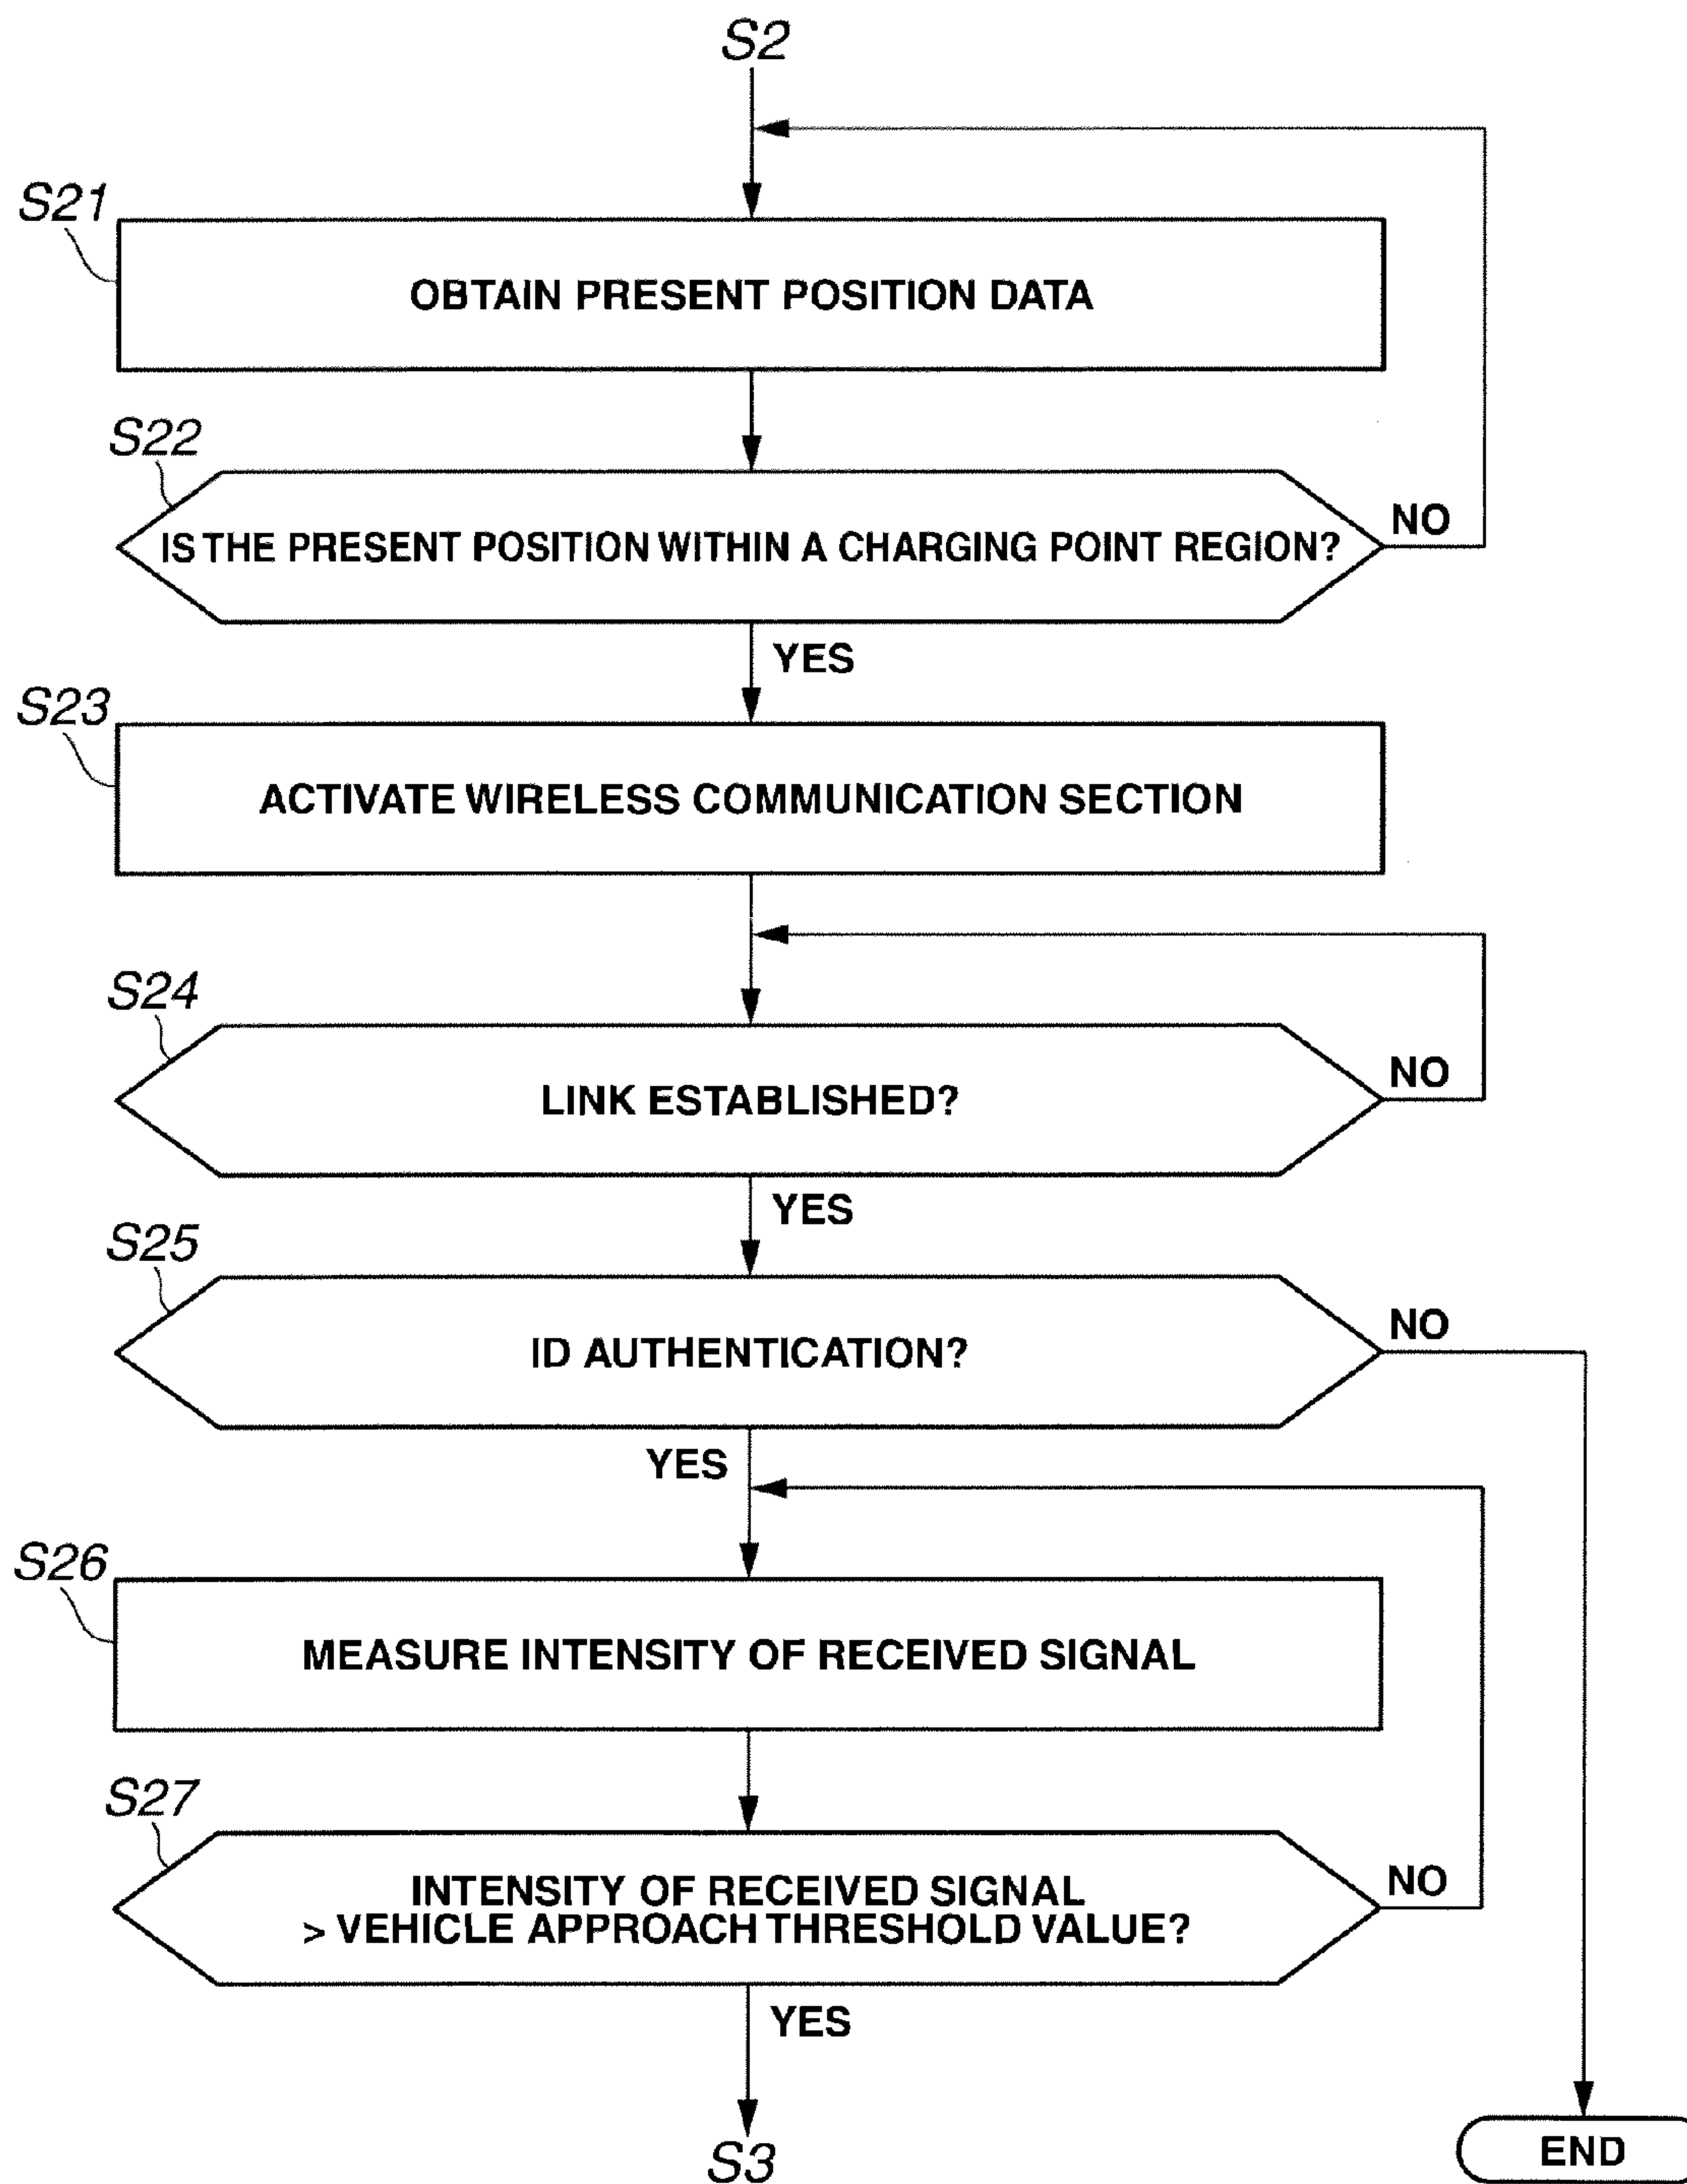 S2
S21
OBTAIN PRESENT POSITION DATA
S22
IS THE PRESENT POSITION WITHIN A CHARGING POINT REGION?
NO
YES
S23
ACTIVATE WIRELESS COMMUNICATION SECTION
S24
LINK ESTABLISHED?
NO
YES
S25
ID AUTHENTICATION?
NO
YES
S26
MEASURE INTENSITY OF RECEIVED SIGNAL
S27
INTENSITY OF RECEIVED SIGNAL
> VEHICLE APPROACH THRESHOLD VALUE?
NO
YES
S3
END